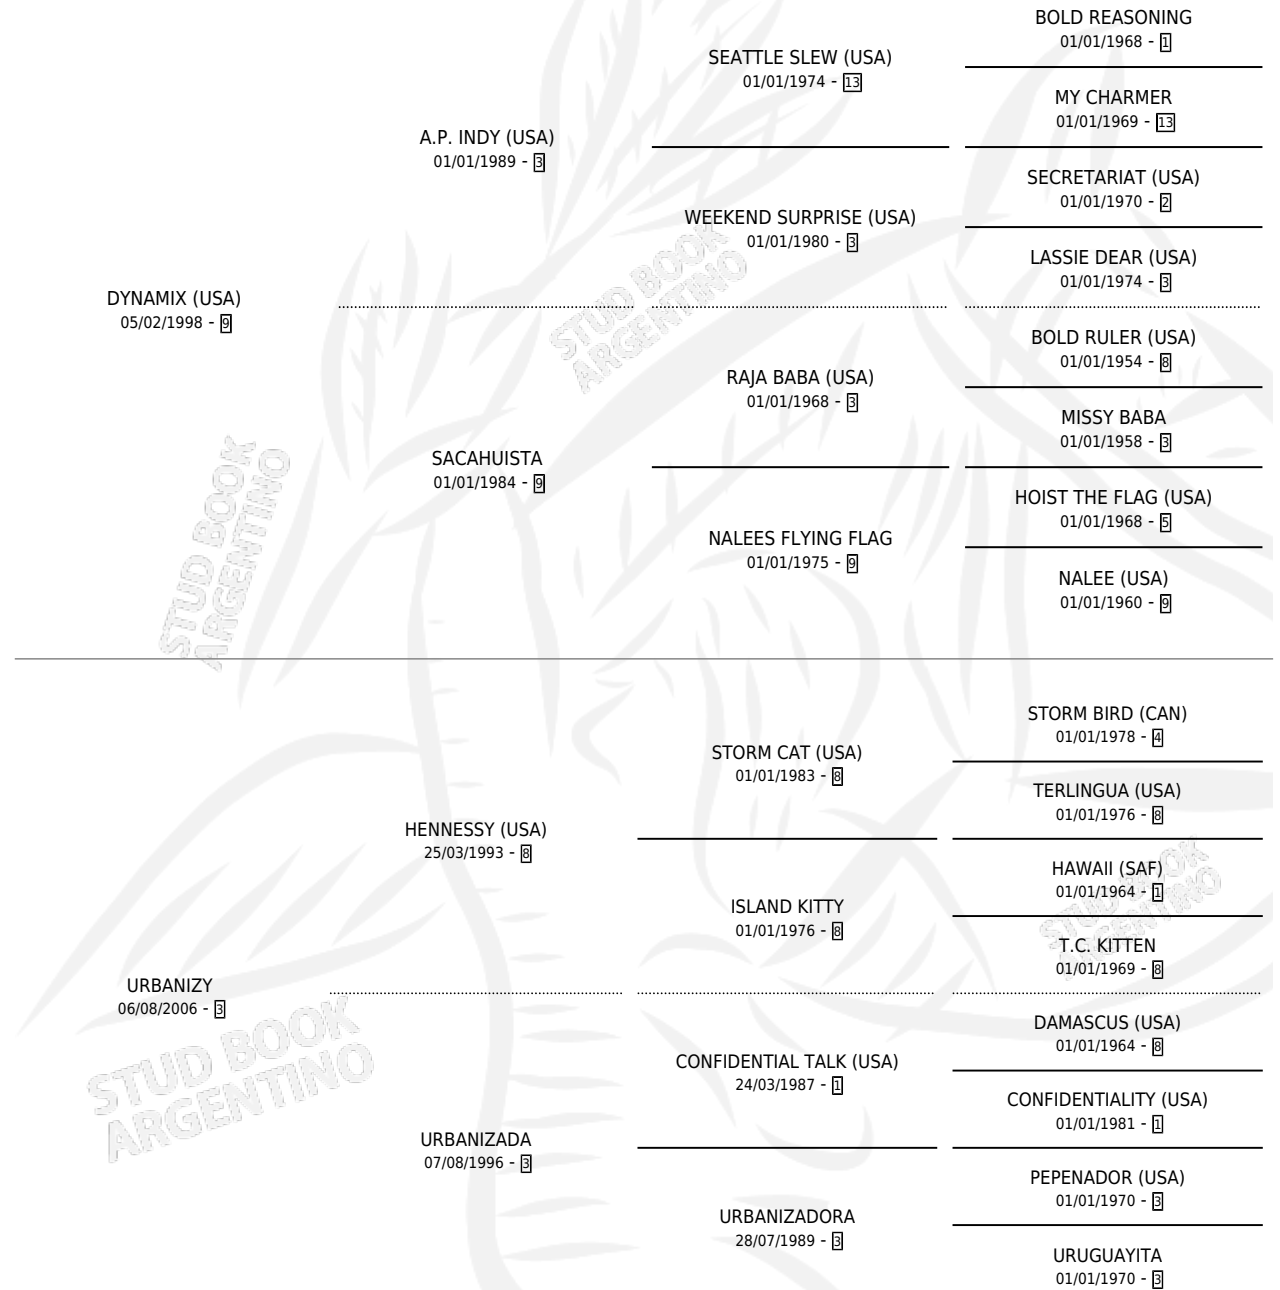 BOLD REASONING
01/01/1968 - 1
SEATTLE SLEW (USA)
01/01/1974 - 13
MY CHARMER
01/01/1969 - 13
A.P. INDY (USA)
01/01/1989 - 3
SECRETARIAT (USA)
01/01/1970 - 2
WEEKEND SURPRISE (USA)
01/01/1980 - 3
LASSIE DEAR (USA)
01/01/1974 - 3
DYNAMIX (USA)
05/02/1998 - 9
BOLD RULER (USA)
01/01/1954 - 8
RAJA BABA (USA)
01/01/1968 - 3
MISSY BABA
01/01/1958 - 3
SACAHUISTA
01/01/1984 - 9
HOIST THE FLAG (USA)
01/01/1968 - 5
NALEES FLYING FLAG
01/01/1975 - 9
NALEE (USA)
01/01/1960 - 9
STORM BIRD (CAN)
01/01/1978 - 4
STORM CAT (USA)
01/01/1983 - 8
TERLINGUA (USA)
01/01/1976 - 8
HENNESSY (USA)
25/03/1993 - 8
HAWAII (SAF)
01/01/1964 - 1
ISLAND KITTY
01/01/1976 - 8
T.C. KITTEN
01/01/1969 - 8
URBANIZY
06/08/2006 - 3
DAMASCUS (USA)
01/01/1964 - 8
CONFIDENTIAL TALK (USA)
24/03/1987 - 1
CONFIDENTIALITY (USA)
01/01/1981 - 1
URBANIZADA
07/08/1996 - 3
PEPENADOR (USA)
01/01/1970 - 3
URBANIZADORA
28/07/1989 - 3
URUGUAYITA
01/01/1970 - 3
STUD BOOK
ARGENTINO
STUD BOOK
ARGENTINO
STUD BOOK
ARGENTINO
STUD BOOK
ARGENTINO